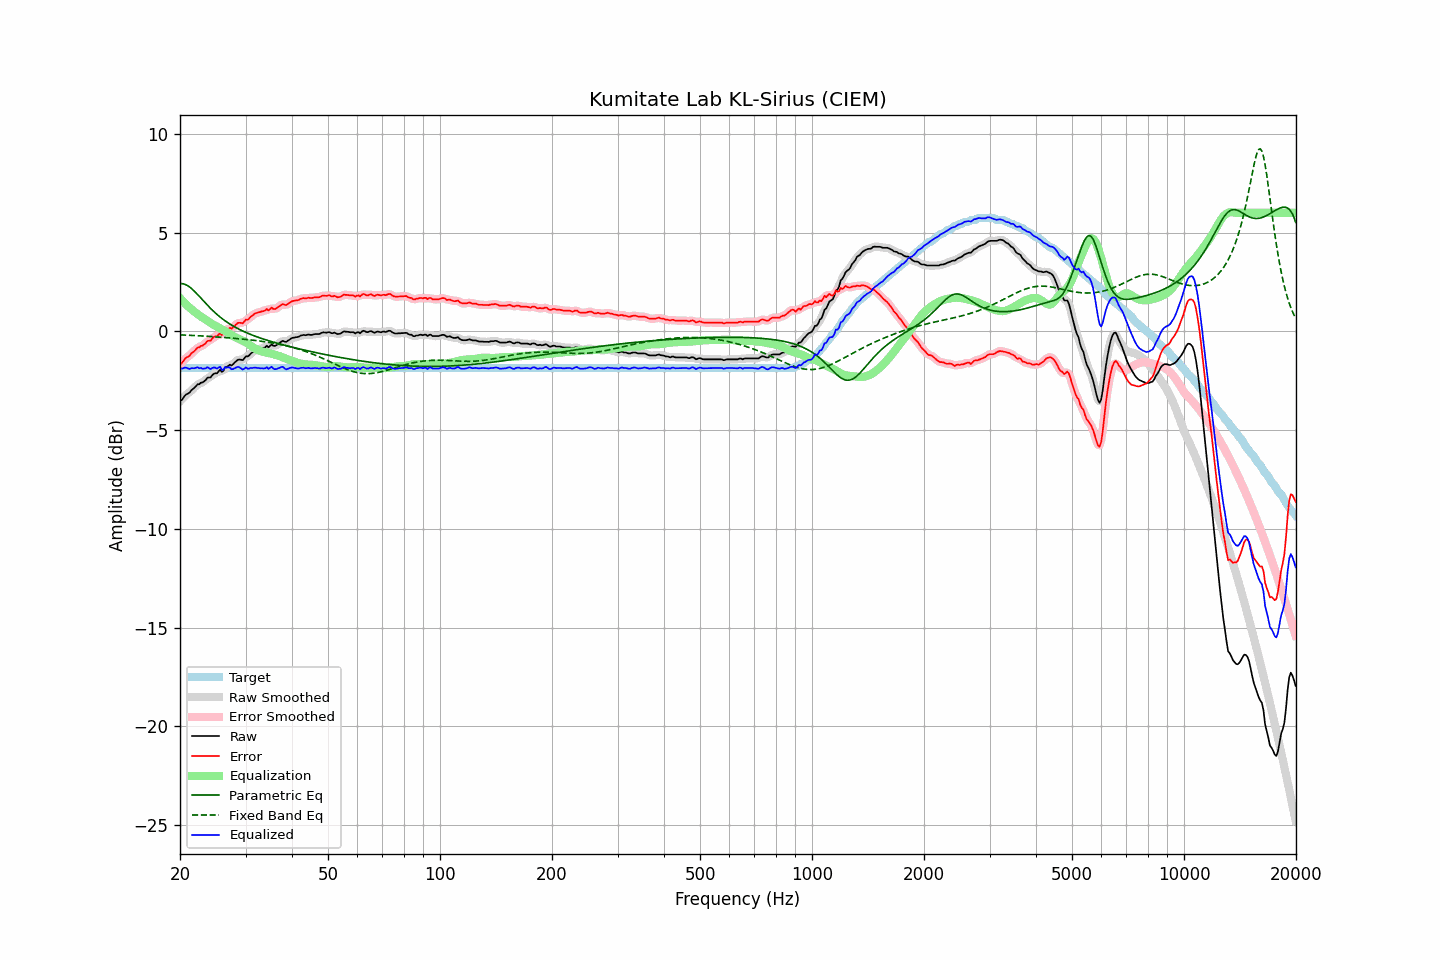 Kumitate Lab KL-Sirius (CIEM)
10
5
0
−5
−10
−15
−20
−25
Amplitude (dBr)
Target
Raw Smoothed
Error Smoothed
Raw
Error
Equalization
Parametric Eq
Fixed Band Eq
Equalized
20
50
100
200
500
1000
2000
5000
10000
20000
Frequency (Hz)